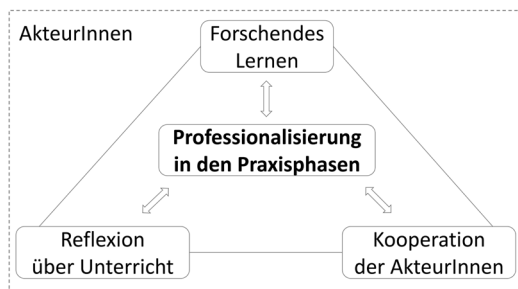 AkteurInnen
Forschendes
Lernen
Professionalisierung
in den Praxisphasen
Reflexion
über Unterricht
Kooperation
der AkteurInnen